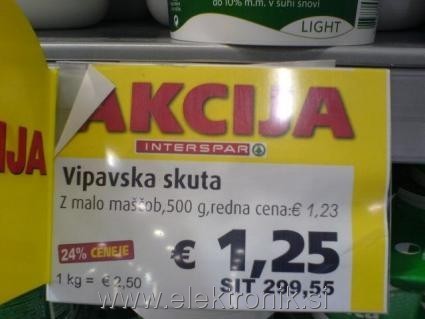 do 10% m.m. v suhi snovi
LIGHT
AKCIJA
INTERSPAR
IJA
Vipavska skuta
Z malo maščob,500 g,redna cena:€ 1,23
24% CENEJE
€ 1,25
1 kg = € 2,50
SIT 299,55
www.elektronik.si